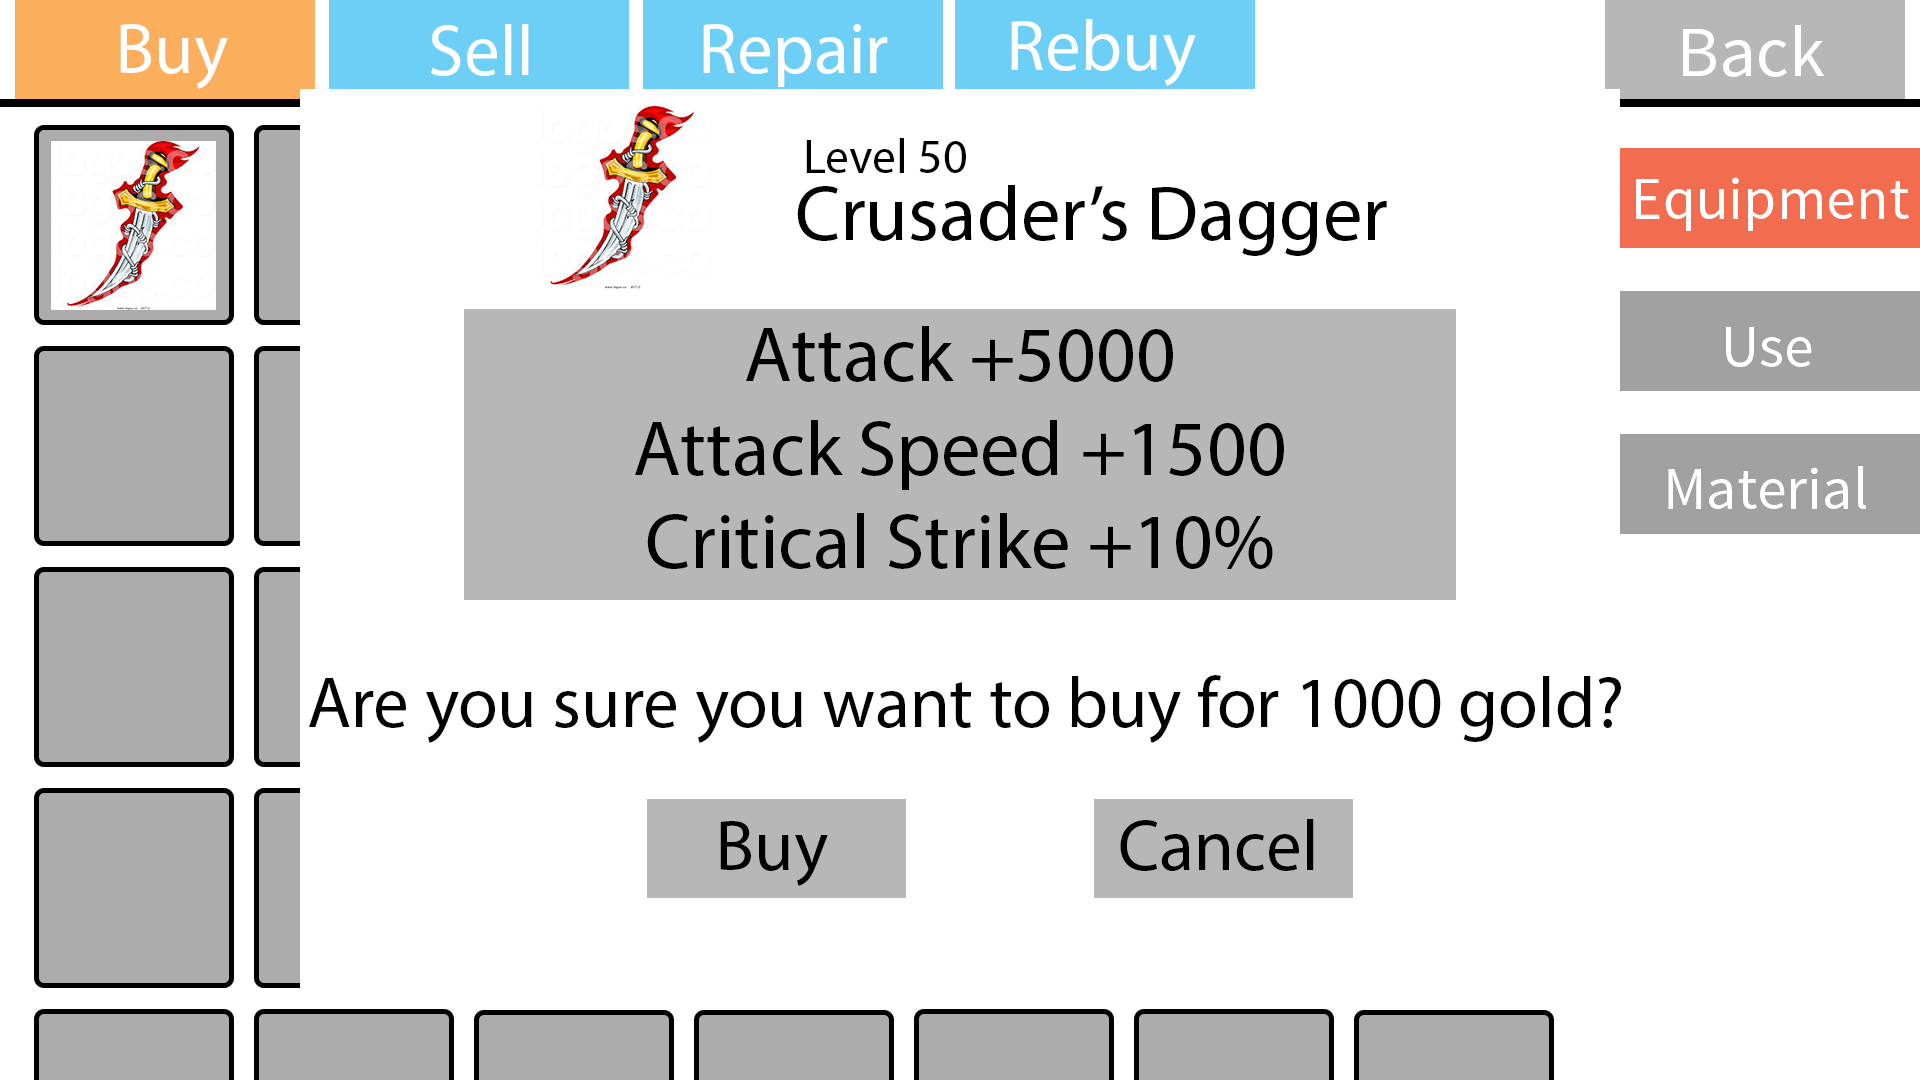 Buy
Sell
Repair
Rebuy
Back
Level 50
Crusader’s Dagger
Equipment
Attack +5000
Use
Attack Speed +1500
Material
Critical Strike +10%
Are you sure you want to buy for 1000 gold?
Buy
Cancel